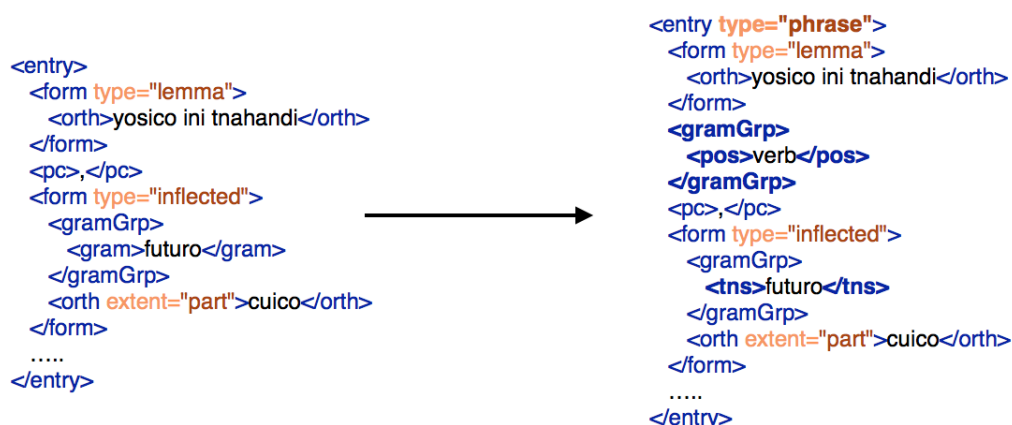 <entry>
<form type="lemma">
<orth>yosico ini tnahandi</orth>
</form>
<pc>,</pc>
<form type="inflected">
<gramGrp>
<gram>futuro</gram>
</gramGrp>
<orth extent="part">cuico</orth>
</form>
.....
</entry>
<entry type="phrase">
<form type="lemma">
<orth>yosico ini tnahandi</orth>
</form>
<gramGrp>
<pos>verb</pos>
</gramGrp>
<pc>,</pc>
<form type="inflected">
<gramGrp>
<tns>futuro</tns>
</gramGrp>
<orth extent="part">cuico</orth>
</form>
.....
</entry>